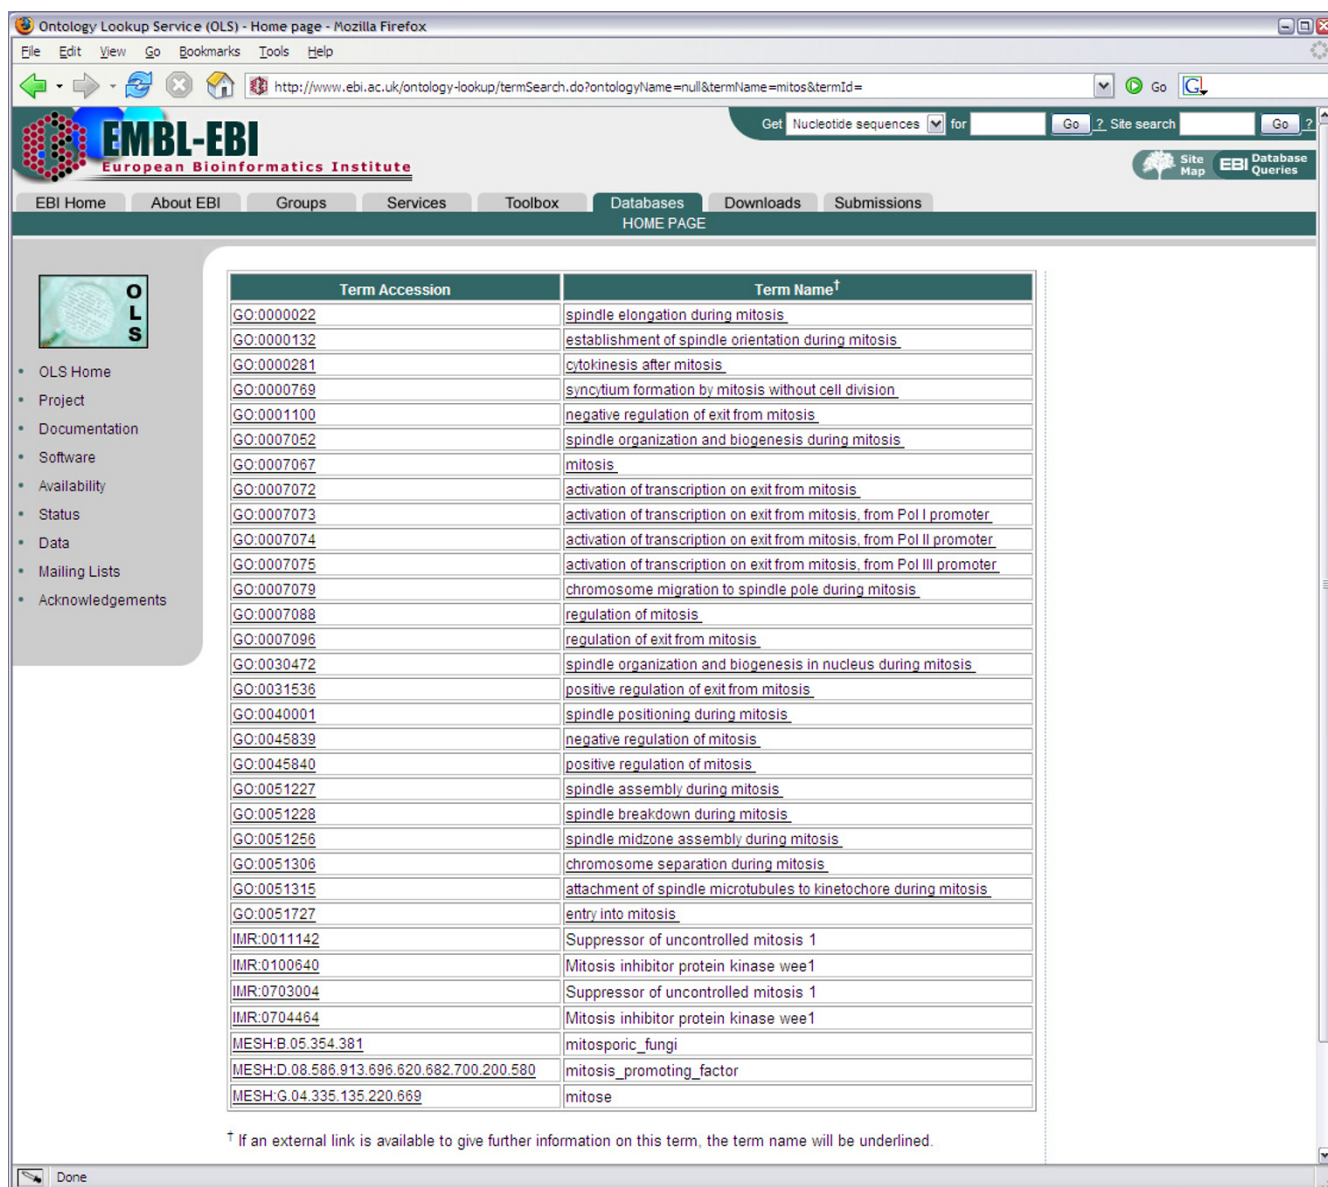 Ontology Lookup Service (OLS) - Home page - Mozilla Firefox
File Edit View Go Bookmarks Tools Help
http://www.ebi.ac.uk/ontology-lookup/termSearch.do?ontologyName=null&termName=mitos&termId= Go G
EMBL-EBI
European Bioinformatics Institute
Get Nucleotide sequences for Go ? Site search Go ?
Site Map EBI Database Queries
EBI Home About EBI Groups Services Toolbox Databases Downloads Submissions
HOME PAGE
OLS
OLS Home
Project
Documentation
Software
Availability
Status
Data
Mailing Lists
Acknowledgements
Term Accession Term Name†
GO:0000022 spindle elongation during mitosis
GO:0000132 establishment of spindle orientation during mitosis
GO:0000281 cytokinesis after mitosis
GO:0000769 syncytium formation by mitosis without cell division
GO:0001100 negative regulation of exit from mitosis
GO:0007052 spindle organization and biogenesis during mitosis
GO:0007067 mitosis
GO:0007072 activation of transcription on exit from mitosis
GO:0007073 activation of transcription on exit from mitosis, from Pol I promoter
GO:0007074 activation of transcription on exit from mitosis, from Pol II promoter
GO:0007075 activation of transcription on exit from mitosis, from Pol III promoter
GO:0007079 chromosome migration to spindle pole during mitosis
GO:0007088 regulation of mitosis
GO:0007096 regulation of exit from mitosis
GO:0030472 spindle organization and biogenesis in nucleus during mitosis
GO:0031536 positive regulation of exit from mitosis
GO:0040001 spindle positioning during mitosis
GO:0045839 negative regulation of mitosis
GO:0045840 positive regulation of mitosis
GO:0051227 spindle assembly during mitosis
GO:0051228 spindle breakdown during mitosis
GO:0051256 spindle midzone assembly during mitosis
GO:0051306 chromosome separation during mitosis
GO:0051315 attachment of spindle microtubules to kinetochore during mitosis
GO:0051727 entry into mitosis
IMR:0011142 Suppressor of uncontrolled mitosis 1
IMR:0100640 Mitosis inhibitor protein kinase wee1
IMR:0703004 Suppressor of uncontrolled mitosis 1
IMR:0704464 Mitosis inhibitor protein kinase wee1
MESH:B.05.354.381 mitosporic_fungi
MESH:D.08.586.913.696.620.682.700.200.580 mitosis_promoting_factor
MESH:G.04.335.135.220.669 mitose
† If an external link is available to give further information on this term, the term name will be underlined.
Done